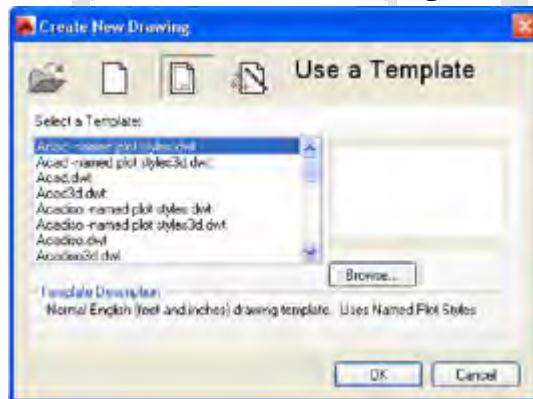 Create New Drawing
Use a Template
Select a Template:
Acad -named plot styles.dwt
Acad -named plot styles3d.dwt
Acad.dwt
Acad3d.dwt
Acadiso -named plot styles.dwt
Acadiso -named plot styles3d.dwt
Acadiso.dwt
Acadiso3d.dwt
Browse...
Template Description
Normal English (feet and inches) drawing template. Uses Named Plot Styles
OK
Cancel